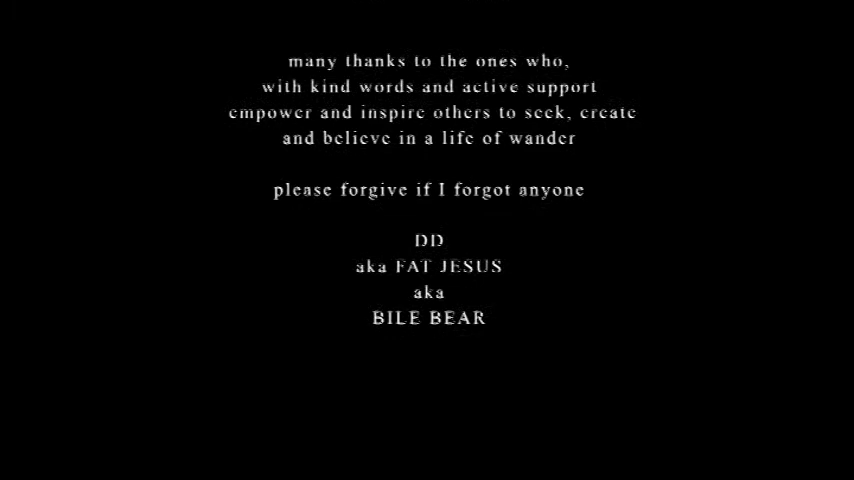 many thanks to the ones who,
with kind words and active support
empower and inspire others to seek, create
and believe in a life of wander
please forgive if I forgot anyone
DD
aka FAT JESUS
aka
BILE BEAR